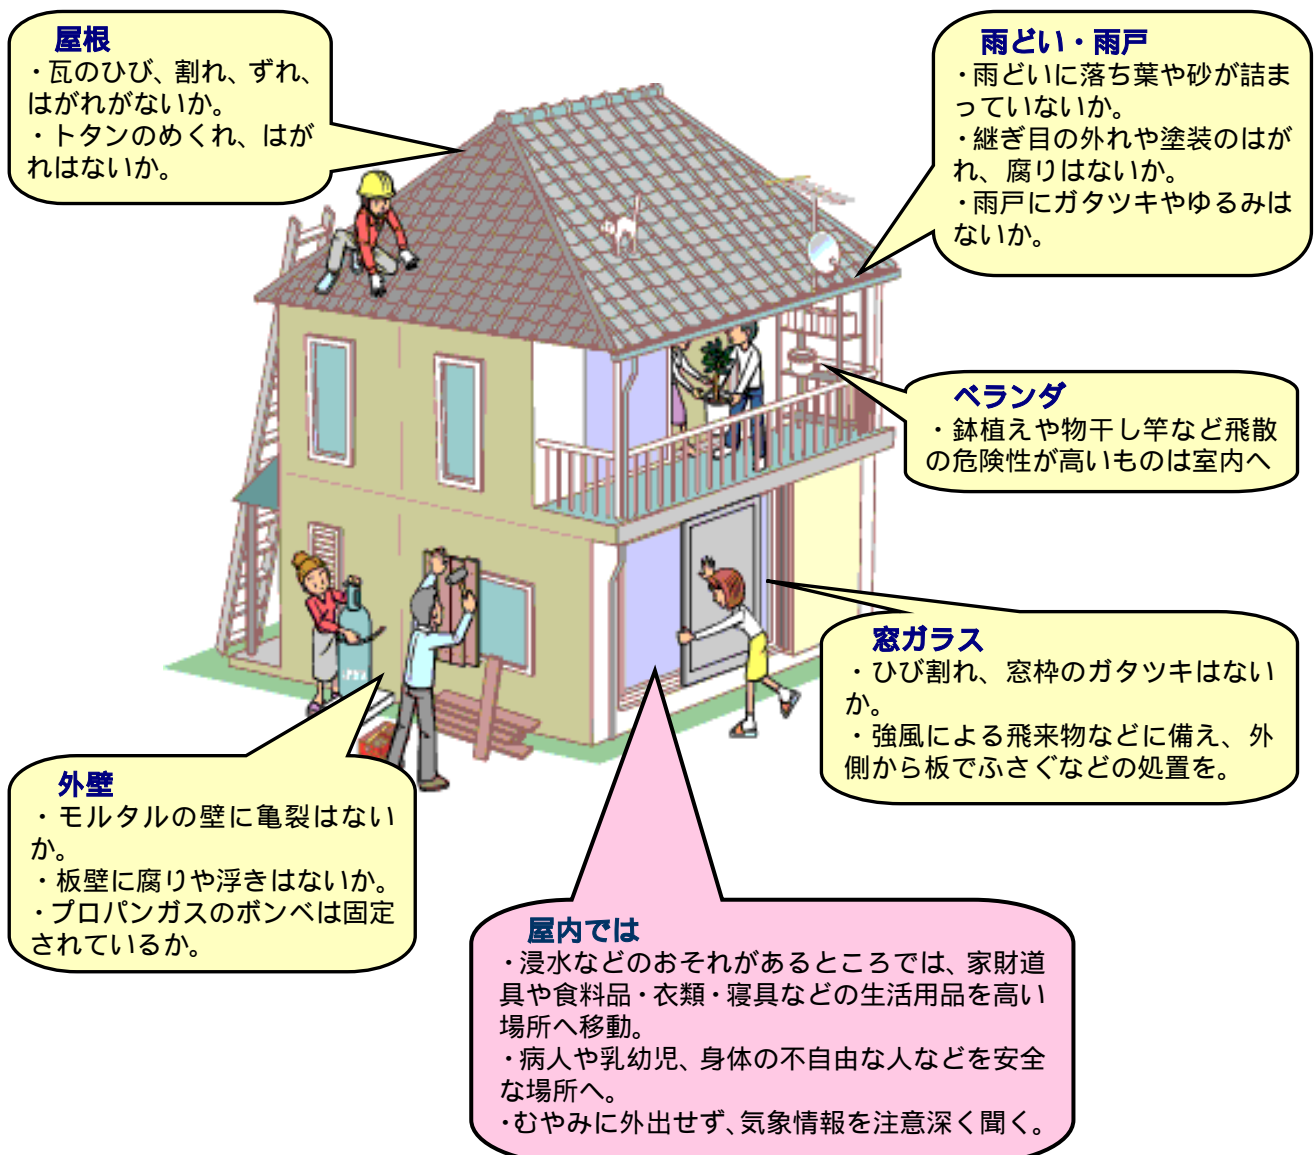 屋根
・瓦のひび、割れ、ずれ、
はがれがないか。
・トタンのめくれ、はが
れはないか。
雨どい・雨戸
・雨どいに落ち葉や砂が詰ま
っていないか。
・継ぎ目の外れや塗装のはが
れ、腐りはないか。
・雨戸にガタツキやゆるみは
ないか。
ベランダ
・鉢植えや物干し竿など飛散
の危険性が高いものは室内へ
窓ガラス
・ひび割れ、窓枠のガタツキはない
か。
・強風による飛来物などに備え、外
側から板でふさぐなどの処置を。
外壁
・モルタルの壁に亀裂はない
か。
・板壁に腐りや浮きはないか。
・プロパンガスのボンベは固定
されているか。
屋内では
・浸水などのおそれがあるところでは、家財道
具や食料品・衣類・寝具などの生活用品を高い
場所へ移動。
・病人や乳幼児、身体の不自由な人などを安全
な場所へ。
・むやみに外出せず、気象情報を注意深く聞く。